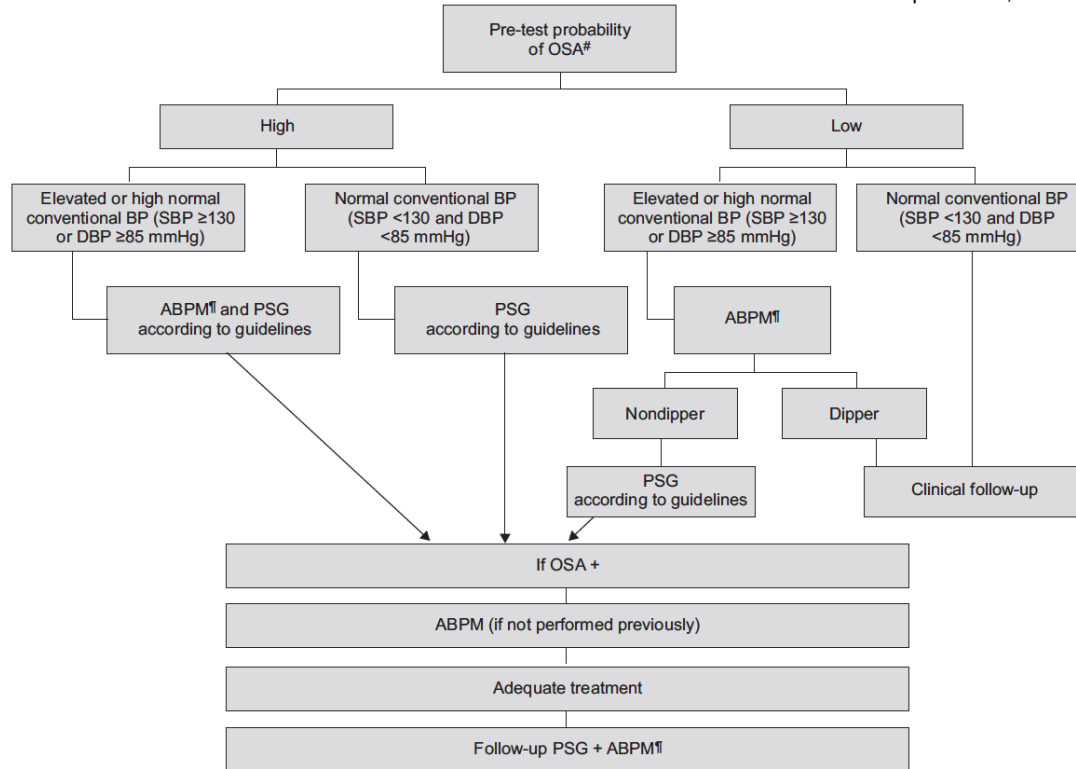 Pre-test probability
of OSA#
High
Low
Elevated or high normal
conventional BP (SBP ≥130
or DBP ≥85 mmHg)
Normal conventional BP
(SBP <130 and DBP
<85 mmHg)
Elevated or high normal
conventional BP (SBP ≥130
or DBP ≥85 mmHg)
Normal conventional BP
(SBP <130 and DBP
<85 mmHg)
ABPM¶ and PSG
according to guidelines
PSG
according to guidelines
ABPM¶
Nondipper
Dipper
PSG
according to guidelines
Clinical follow-up
If OSA +
ABPM (if not performed previously)
Adequate treatment
Follow-up PSG + ABPM¶